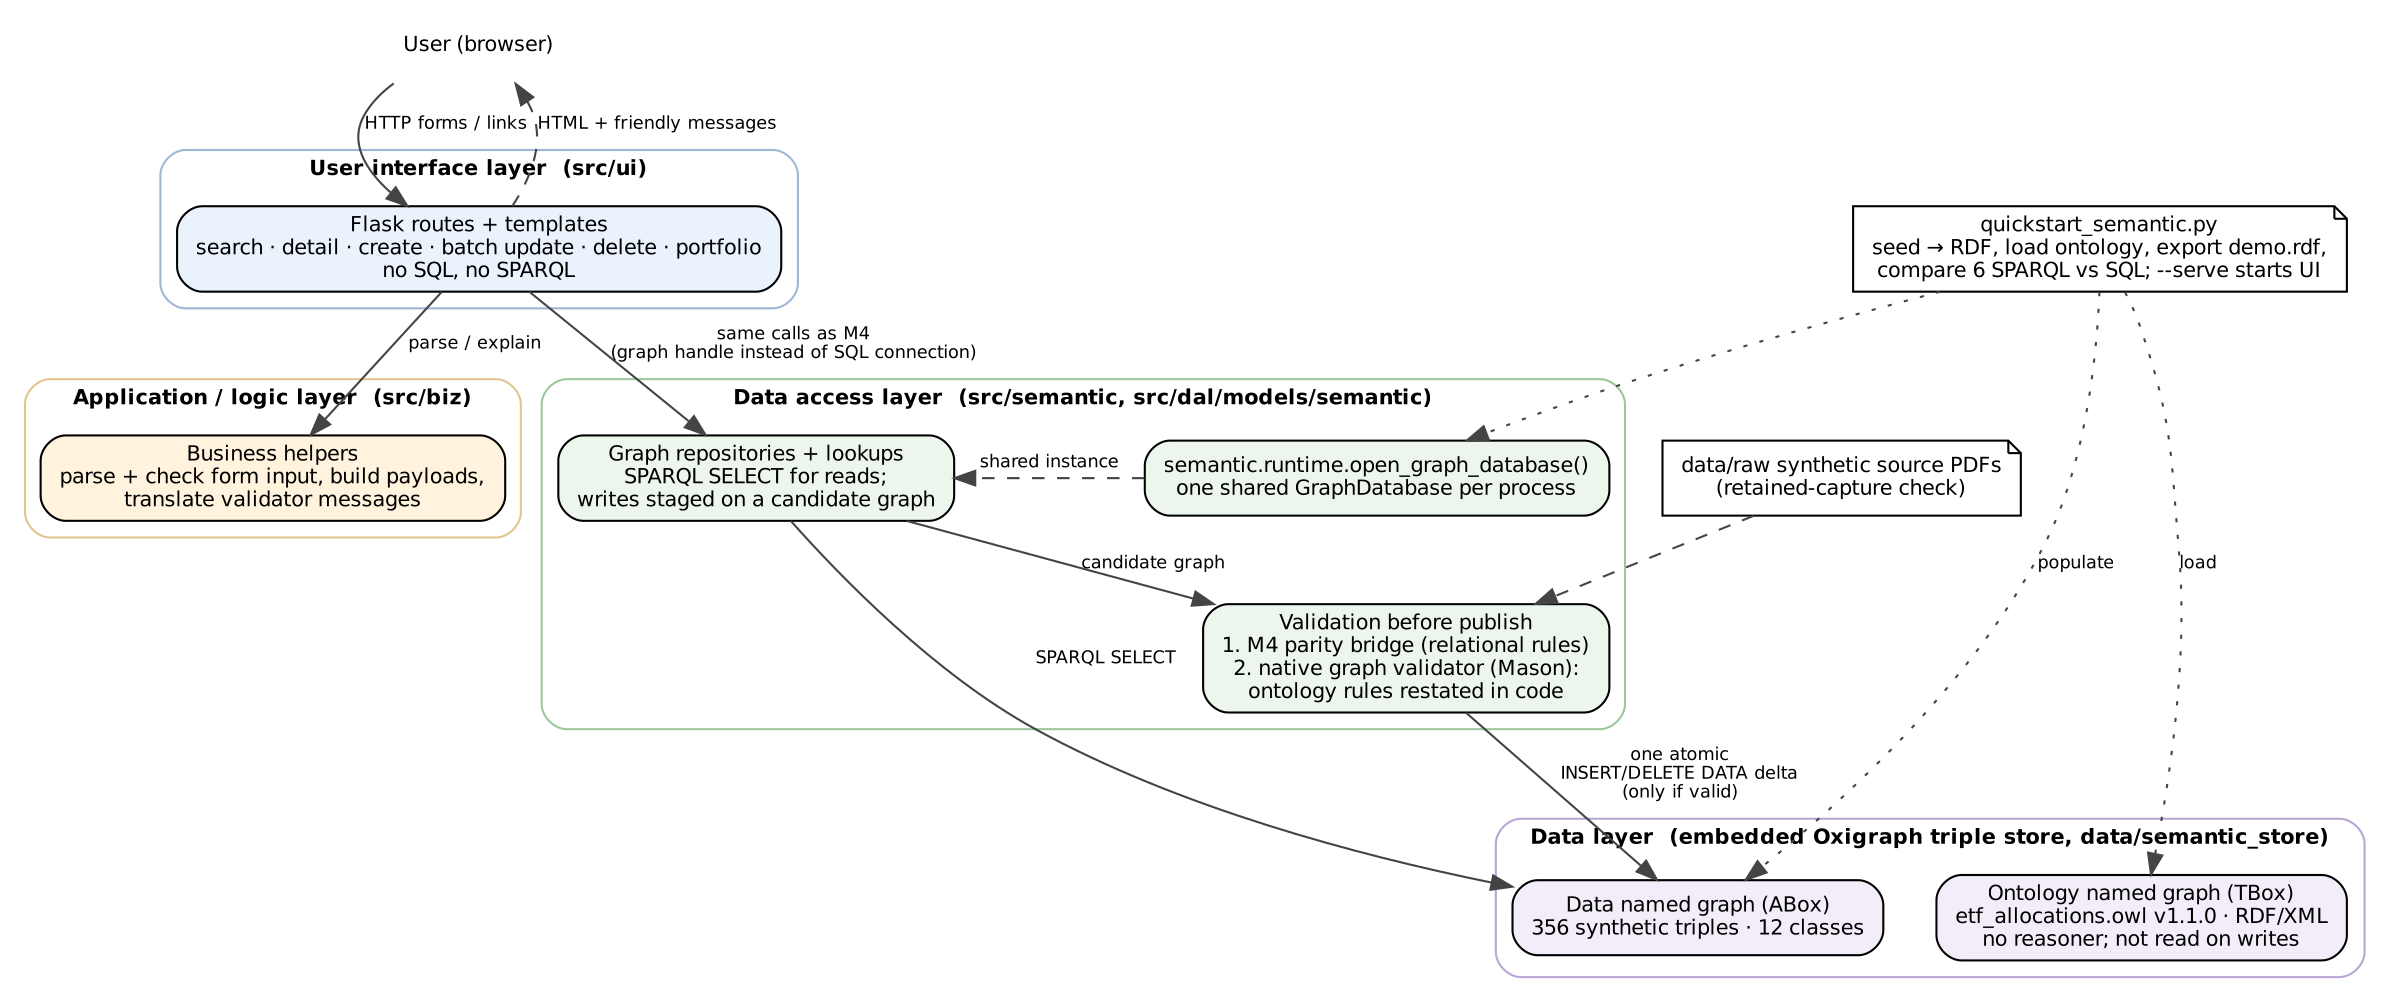 User (browser)
HTTP forms / links
HTML + friendly messages
User interface layer  (src/ui)
Flask routes + templates
search · detail · create · batch update · delete · portfolio
no SQL, no SPARQL
quickstart_semantic.py
seed → RDF, load ontology, export demo.rdf,
compare 6 SPARQL vs SQL; --serve starts UI
parse / explain
same calls as M4
(graph handle instead of SQL connection)
Application / logic layer  (src/biz)
Business helpers
parse + check form input, build payloads,
translate validator messages
Data access layer  (src/semantic, src/dal/models/semantic)
Graph repositories + lookups
SPARQL SELECT for reads;
writes staged on a candidate graph
shared instance
semantic.runtime.open_graph_database()
one shared GraphDatabase per process
data/raw synthetic source PDFs
(retained-capture check)
candidate graph
populate
load
SPARQL SELECT
Validation before publish
1. M4 parity bridge (relational rules)
2. native graph validator (Mason):
ontology rules restated in code
one atomic
INSERT/DELETE DATA delta
(only if valid)
Data layer  (embedded Oxigraph triple store, data/semantic_store)
Data named graph (ABox)
356 synthetic triples · 12 classes
Ontology named graph (TBox)
etf_allocations.owl v1.1.0 · RDF/XML
no reasoner; not read on writes